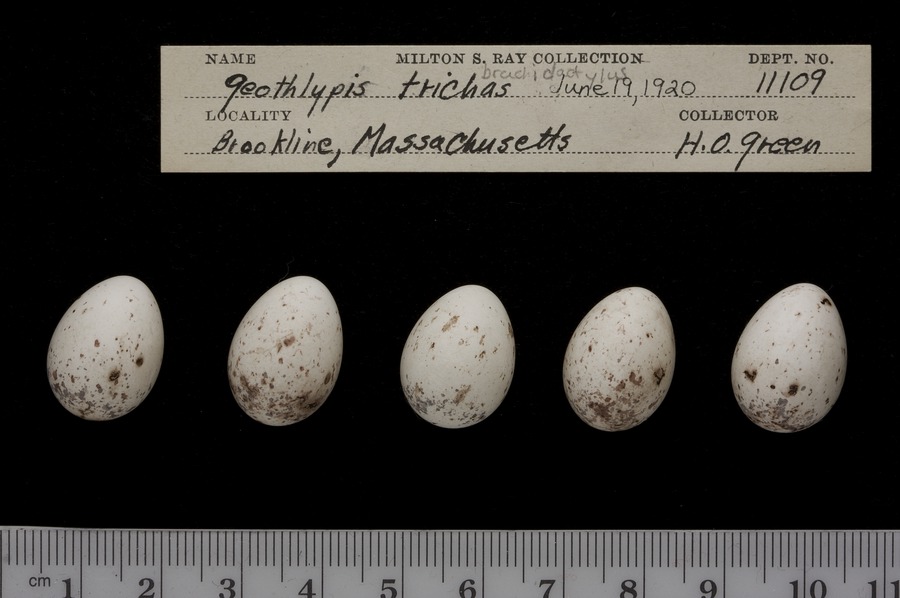 NAME MILTON S. RAY COLLECTION DEPT. NO.
brachidactylus
Geothlypis trichas June 19, 1920 11109
LOCALITY COLLECTOR
Brookline, Massachusetts H.O. Green
cm 1 2 3 4 5 6 7 8 9 10 11